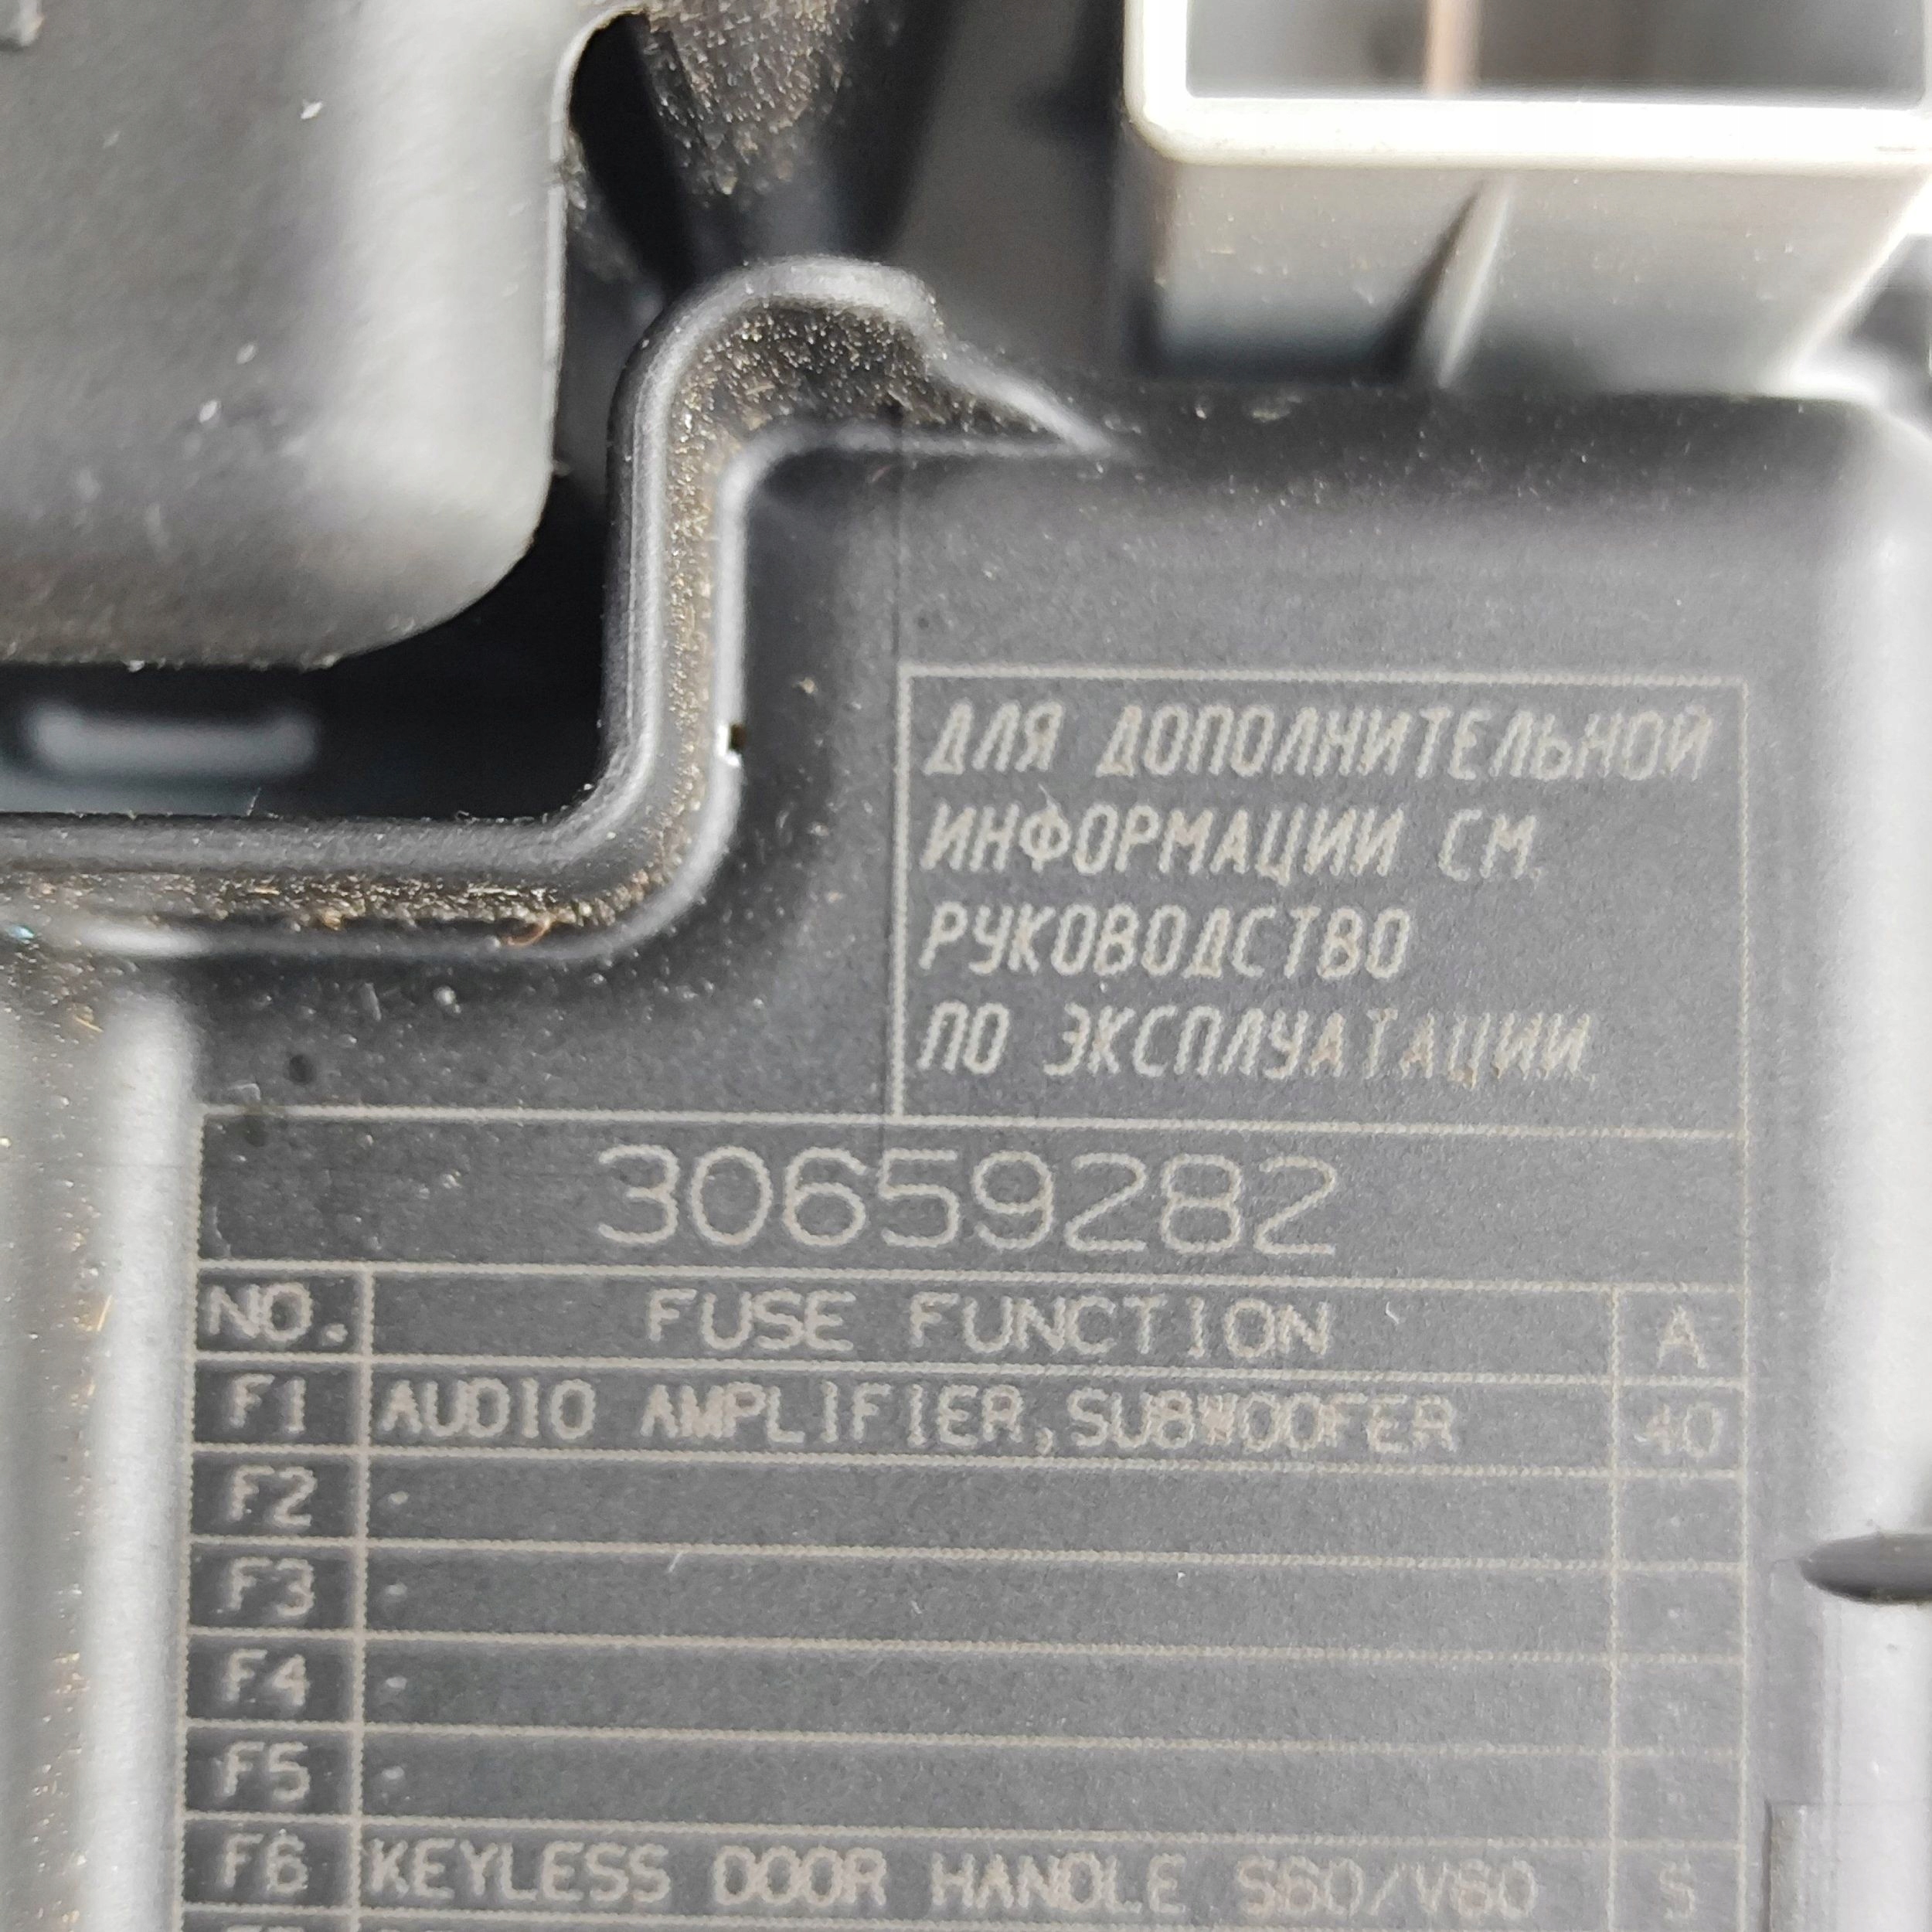 ДЛЯ ДОПОЛНИТЕЛЬНОЙ
ИНФОРМАЦИИ СМ.
РУКОВОДСТВО
ПО ЭКСПЛУАТАЦИИ.
30659282
NO. FUSE FUNCTION A
F1 AUDIO AMPLIFIER,SUBWOOFER 40
F2 -
F3 -
F4 -
F5 -
F6 KEYLESS DOOR HANDLE S60/V60 5